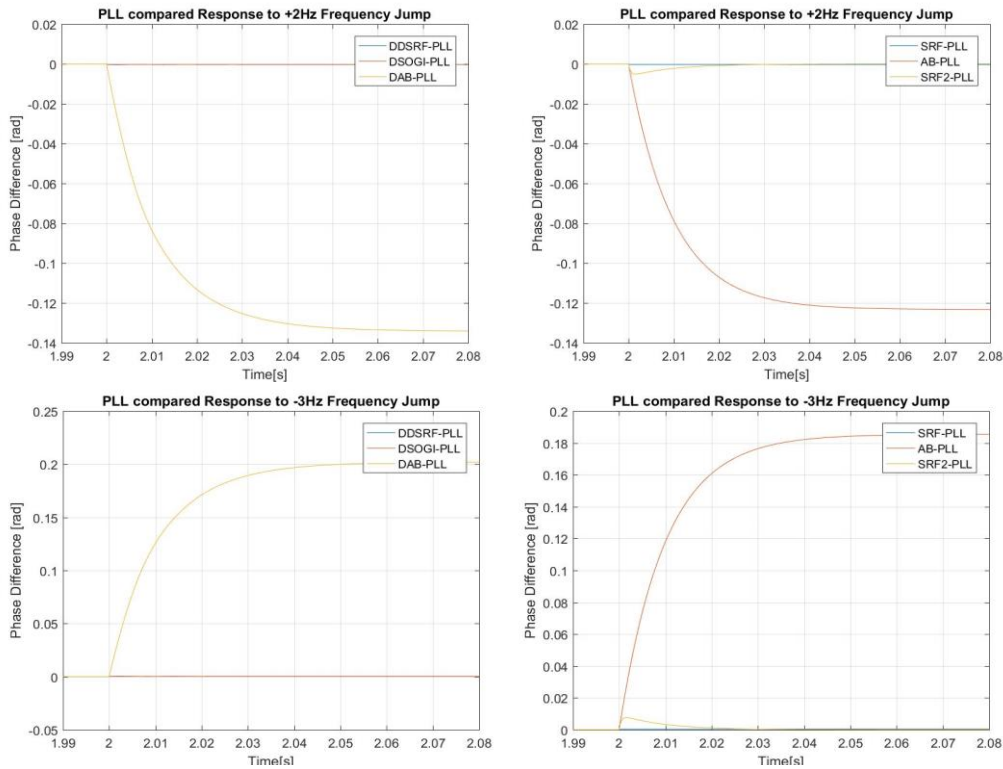 PLL compared Response to +2Hz Frequency Jump
0.02
0
-0.02
-0.04
-0.06
-0.08
-0.1
-0.12
-0.14
Phase Difference [rad]
DDSRF-PLL
DSOGI-PLL
DAB-PLL
1.99 2 2.01 2.02 2.03 2.04 2.05 2.06 2.07 2.08
Time[s]
PLL compared Response to +2Hz Frequency Jump
0.02
0
-0.02
-0.04
-0.06
-0.08
-0.1
-0.12
-0.14
Phase Difference [rad]
SRF-PLL
AB-PLL
SRF2-PLL
1.99 2 2.01 2.02 2.03 2.04 2.05 2.06 2.07 2.08
Time[s]
PLL compared Response to -3Hz Frequency Jump
0.25
0.2
0.15
0.1
0.05
0
-0.05
Phase Difference [rad]
DDSRF-PLL
DSOGI-PLL
DAB-PLL
1.99 2 2.01 2.02 2.03 2.04 2.05 2.06 2.07 2.08
Time[s]
PLL compared Response to -3Hz Frequency Jump
0.2
0.18
0.16
0.14
0.12
0.1
0.08
0.06
0.04
0.02
0
Phase Difference [rad]
SRF-PLL
AB-PLL
SRF2-PLL
1.99 2 2.01 2.02 2.03 2.04 2.05 2.06 2.07 2.08
Time[s]